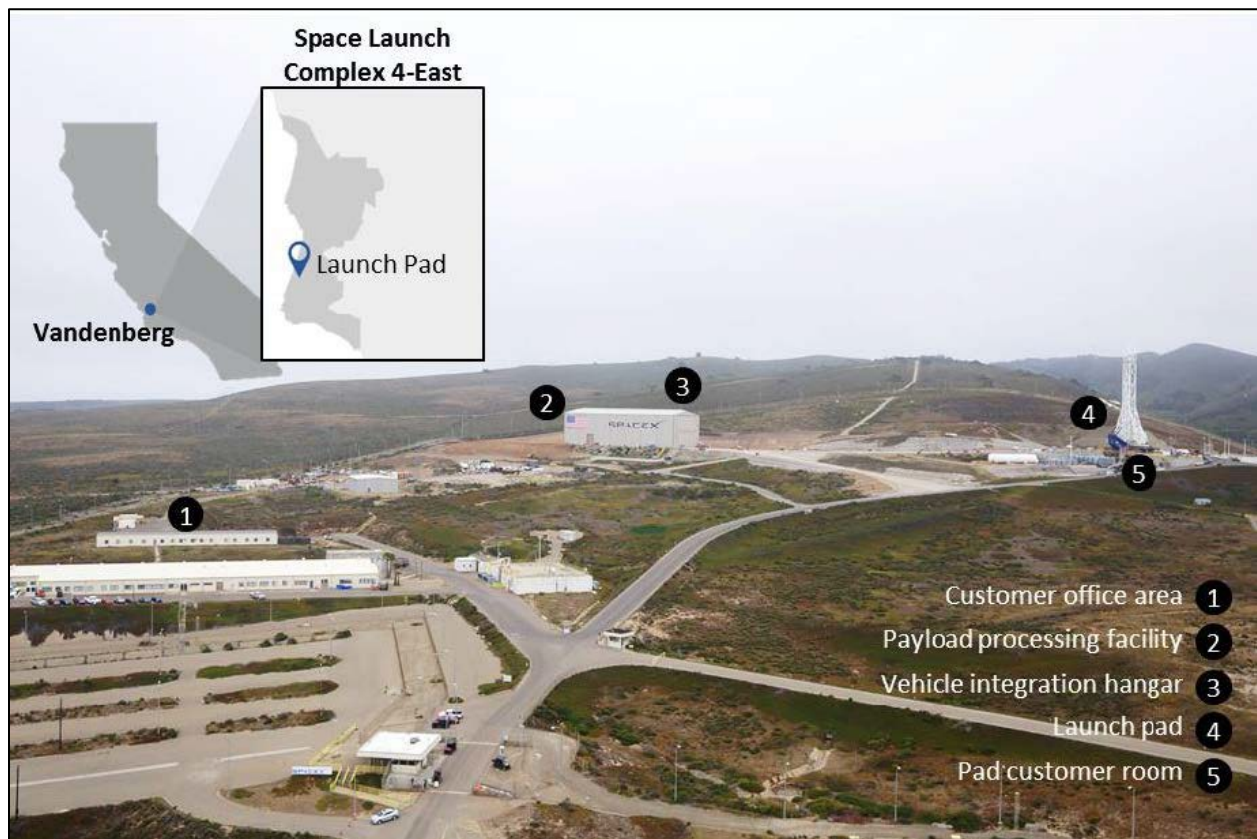 Space Launch
Complex 4-East
Launch Pad
Vandenberg
2
3
SPACEX
4
5
1
Customer office area 1
Payload processing facility 2
Vehicle integration hangar 3
Launch pad 4
Pad customer room 5
SPACEX